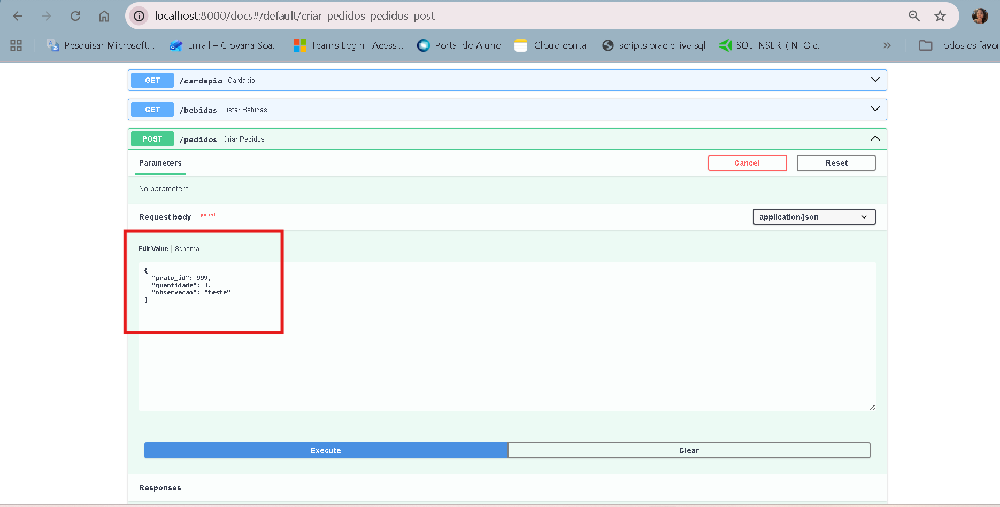 localhost:8000/docs#/default/criar_pedidos_pedidos_post
Pesquisar Microsoft... Email – Giovana Soa... Teams Login | Acess... Portal do Aluno iCloud conta scripts oracle live sql SQL INSERT(INTO e... » Todos os favor
GET /cardapio Cardapio
GET /bebidas Listar Bebidas
POST /pedidos Criar Pedidos
Parameters Cancel Reset
No parameters
Request body required application/json
Edit Value | Schema
{
"prato_id": 999,
"quantidade": 1,
"observacao": "teste"
}
Execute Clear
Responses